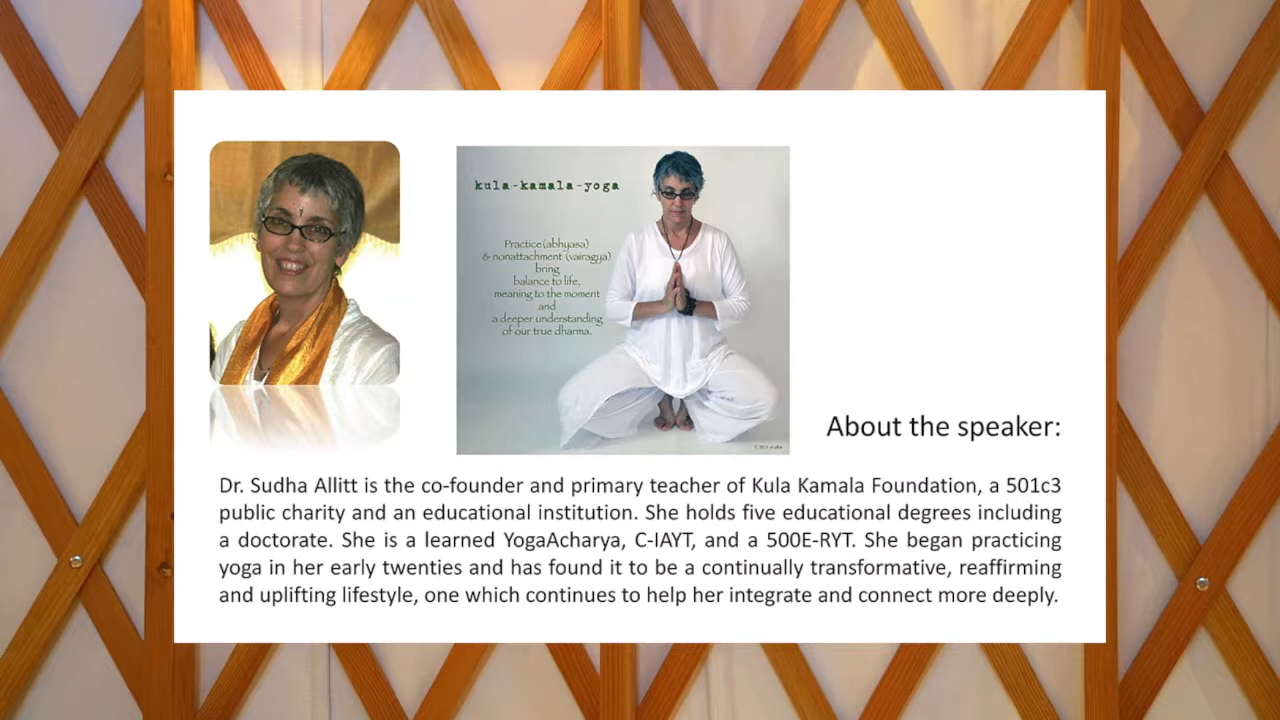 kula-kamala-yoga
Practice (abhyasa)
& nonattachment (vairagya)
bring
balance to life,
meaning to the moment
and
a deeper understanding
of our true dharma.
About the speaker:
Dr. Sudha Allitt is the co-founder and primary teacher of Kula Kamala Foundation, a 501c3
public charity and an educational institution. She holds five educational degrees including
a doctorate. She is a learned YogaAcharya, C-IAYT, and a 500E-RYT. She began practicing
yoga in her early twenties and has found it to be a continually transformative, reaffirming
and uplifting lifestyle, one which continues to help her integrate and connect more deeply.